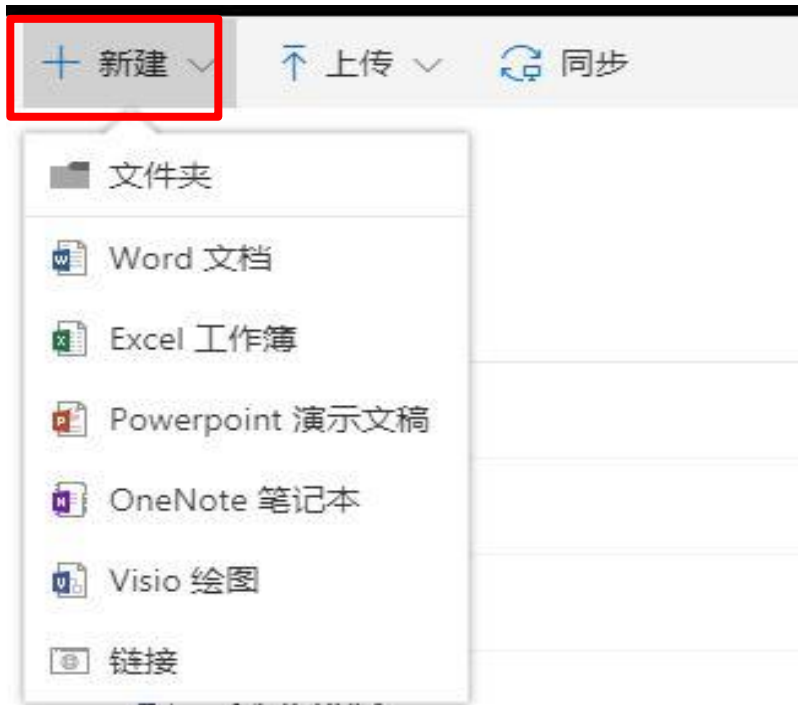 新建 上传 同步
文件夹
Word 文档
Excel 工作簿
Powerpoint 演示文稿
OneNote 笔记本
Visio 绘图
链接